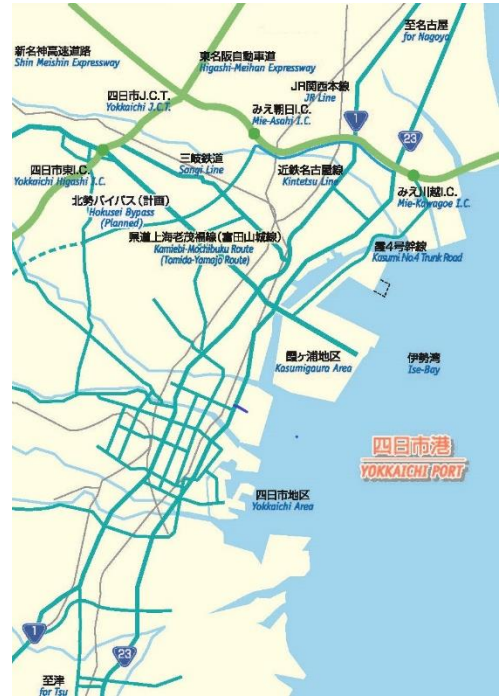 新名神高速道路
Shin Meishin Expressway
東名阪自動車道
Higashi-Meihan Expressway
至名古屋
for Nagoya
JR関西本線
JR Line
四日市J.C.T.
Yokkaichi J.C.T.
みえ朝日I.C.
Mie-Asahi I.C.
1
23
四日市東I.C.
Yokkaichi Higashi I.C.
三岐鉄道
Sangi Line
近鉄名古屋線
Kintetsu Line
みえ川越I.C.
Mie-Kawagoe I.C.
北勢バイパス(計画)
Hokusei Bypass
(Planned)
県道上海老茂福線(富田山城線)
Kamiebi-Mochibuku Route
(Tomida-Yamajo Route)
霞4号幹線
Kasumi No.4 Trunk Road
霞ヶ浦地区
Kasumigaura Area
伊勢湾
Ise-Bay
四日市港
YOKKAICHI PORT
四日市地区
Yokkaichi Area
1
23
至津
for Tsu